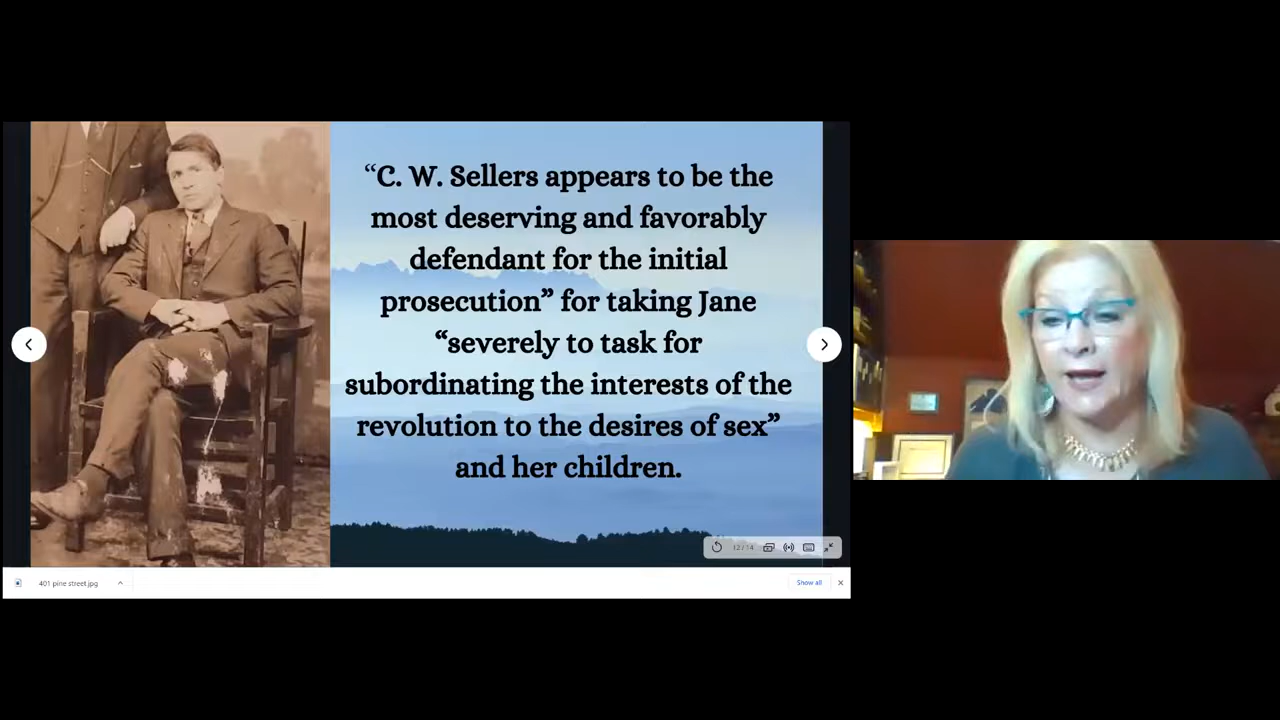 “C. W. Sellers appears to be the
most deserving and favorably
defendant for the initial
prosecution” for taking Jane
“severely to task for
subordinating the interests of the
revolution to the desires of sex”
and her children.
12 / 14
401 pine street.jpg
Show all